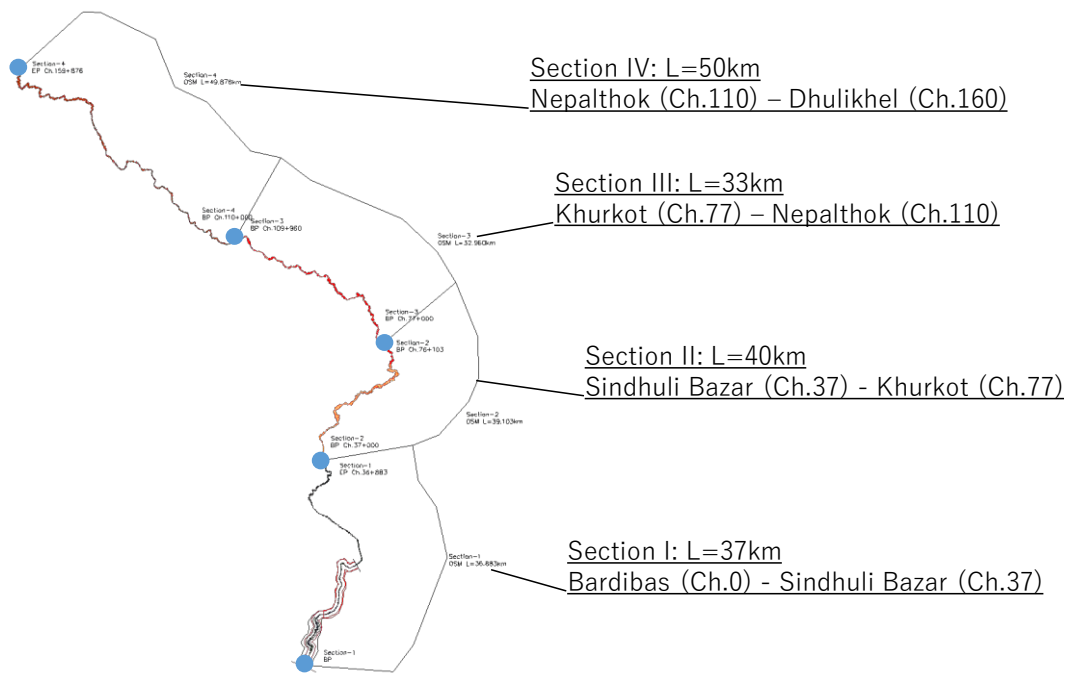 Section-4
EP Ch.159+876
Section-4
OSM L=49.876km
Section IV: L=50km
Nepalthok (Ch.110) – Dhulikhel (Ch.160)
Section-4
BP Ch.110+000
Section-3
BP Ch.109+960
Section III: L=33km
Khurkot (Ch.77) – Nepalthok (Ch.110)
Section-3
OSM L=32.960km
Section-3
BP Ch.77+000
Section-2
BP Ch.76+103
Section II: L=40km
Sindhuli Bazar (Ch.37) - Khurkot (Ch.77)
Section-2
OSM L=39.103km
Section-2
BP Ch.37+000
Section-1
EP Ch.36+883
Section-1
OSM L=36.883km
Section I: L=37km
Bardibas (Ch.0) - Sindhuli Bazar (Ch.37)
Section-1
BP